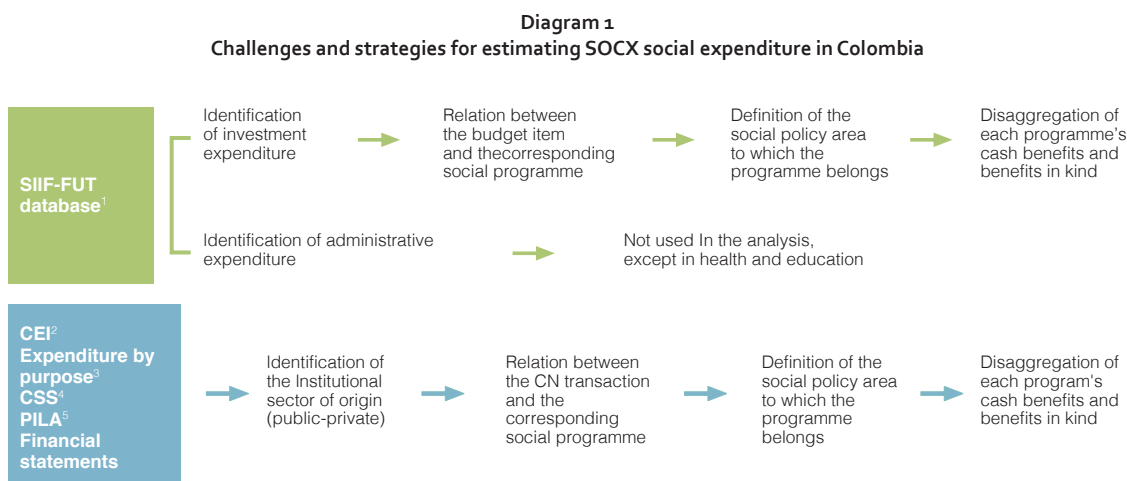 Diagram 1
Challenges and strategies for estimating SOCX social expenditure in Colombia
SIIF-FUT
database¹
Identification
of investment
expenditure
Relation between
the budget item
and thecorresponding
social programme
Definition of the
social policy area
to which the
programme belongs
Disaggregation of
each programme's
cash benefits and
benefits in kind
Identification of administrative
expenditure
Not used In the analysis,
except in health and education
CEI²
Expenditure by
purpose³
CSS⁴
PILA⁵
Financial
statements
Identification of
the Institutional
sector of origin
(public-private)
Relation between
the CN transaction
and the
corresponding
social programme
Definition of the
social policy area
to which the
programme
belongs
Disaggregation of
each program's
cash benefits and
benefits in kind